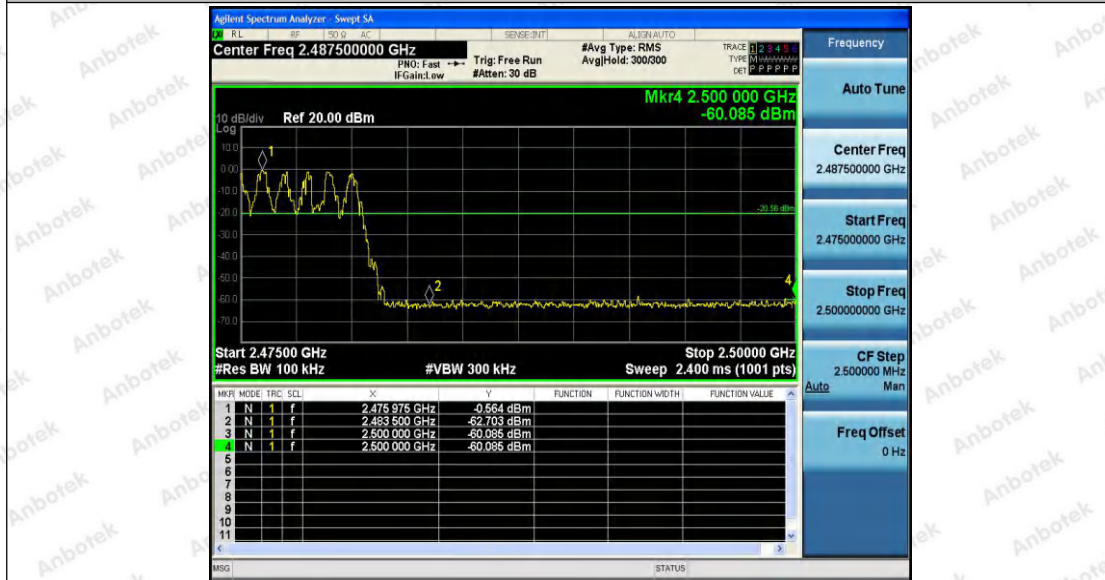 Agilent Spectrum Analyzer - Swept SA
RL RF 50 Ω AC SENSE:INT ALIGN AUTO
Center Freq 2.487500000 GHz
PNO: Fast
IFGain:Low
Trig: Free Run
#Atten: 30 dB
#Avg Type: RMS
Avg|Hold: 300/300
TRACE 1 2 3 4 5 6
TYPE M
DET P P P P P P
Mkr4 2.500 000 GHz
-60.085 dBm
10 dB/div Ref 20.00 dBm
Log
10.0
0.00
-10.0
-20.0
-30.0
-40.0
-50.0
-60.0
-70.0
1
2
4
-20.56 dBm
Start 2.47500 GHz Stop 2.50000 GHz
#Res BW 100 kHz #VBW 300 kHz Sweep 2.400 ms (1001 pts)
MKR MODE TRC SCL X Y FUNCTION FUNCTION WIDTH FUNCTION VALUE
1 N 1 f 2.475 975 GHz -0.564 dBm
2 N 1 f 2.483 500 GHz -62.703 dBm
3 N 1 f 2.500 000 GHz -60.085 dBm
4 N 1 f 2.500 000 GHz -60.085 dBm
5
6
7
8
9
10
11
MSG STATUS
Frequency
Auto Tune
Center Freq
2.487500000 GHz
Start Freq
2.475000000 GHz
Stop Freq
2.500000000 GHz
CF Step
2.500000 MHz
Auto Man
Freq Offset
0 Hz
Anbotek